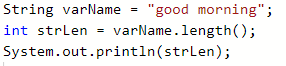 String varName = "good morning";
int strLen = varName.length();
System.out.println(strLen);